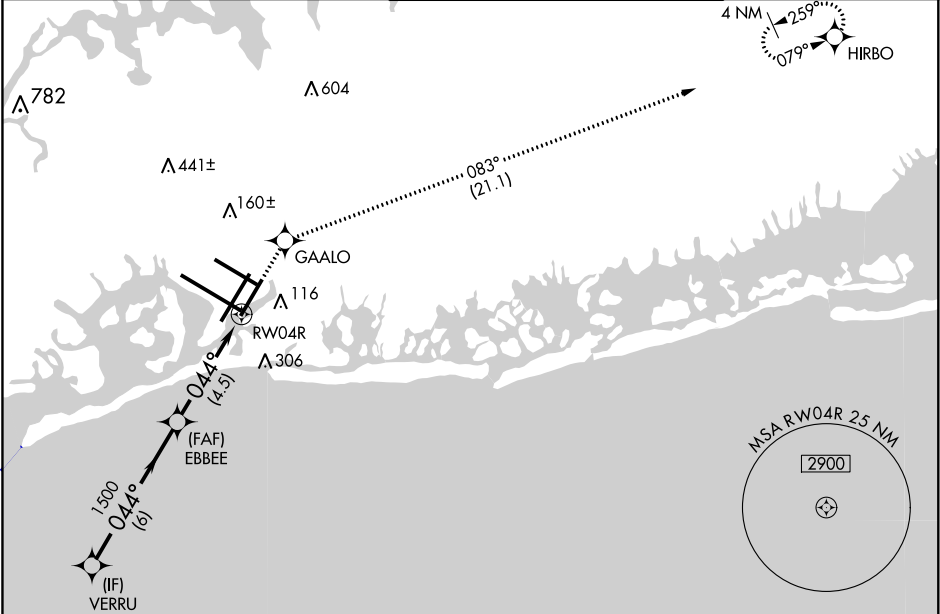 4 NM
259°
079°
HIRBO
782
604
083°
(21.1)
441±
160±
GAALO
116
RW04R
306
044°
(4.5)
(FAF)
EBBEE
1500
044°
(6)
(IF)
VERRU
MSA RW04R 25 NM
2900